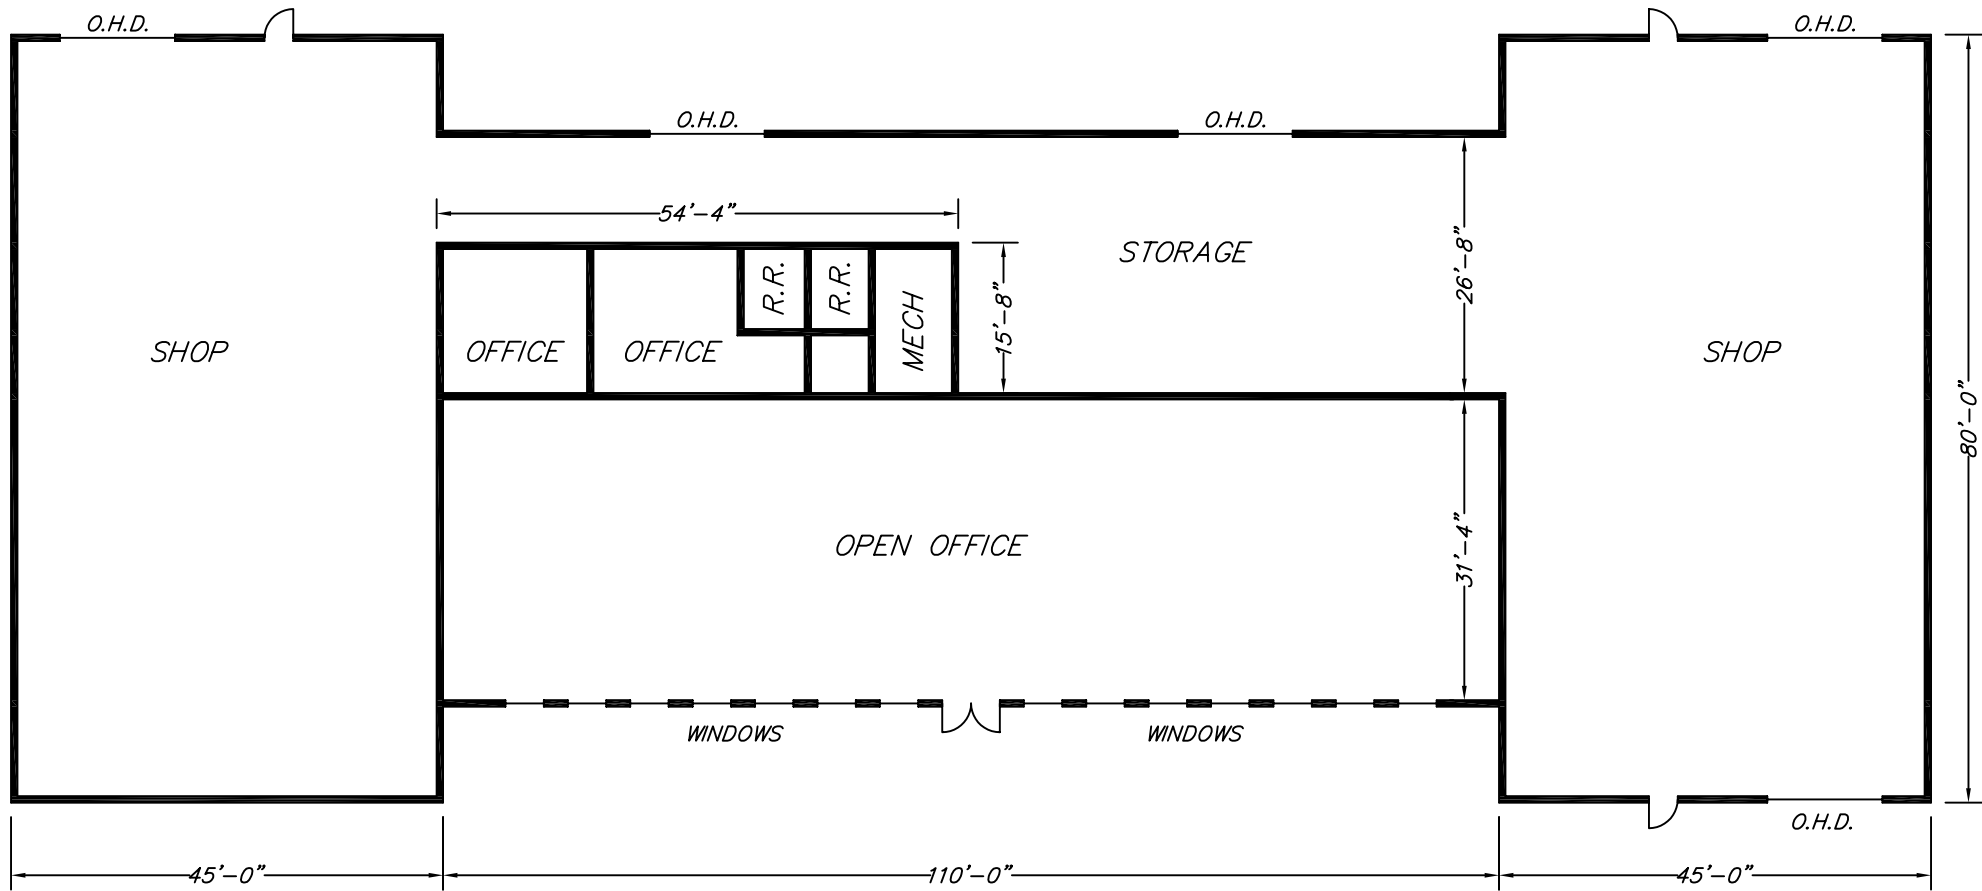 O.H.D.
O.H.D.
O.H.D.
O.H.D.
54'-4"
STORAGE
26'-8"
R.R.
R.R.
15'-8"
MECH
SHOP
OFFICE
OFFICE
SHOP
80'-0"
OPEN OFFICE
31'-4"
WINDOWS
WINDOWS
O.H.D.
45'-0"
110'-0"
45'-0"